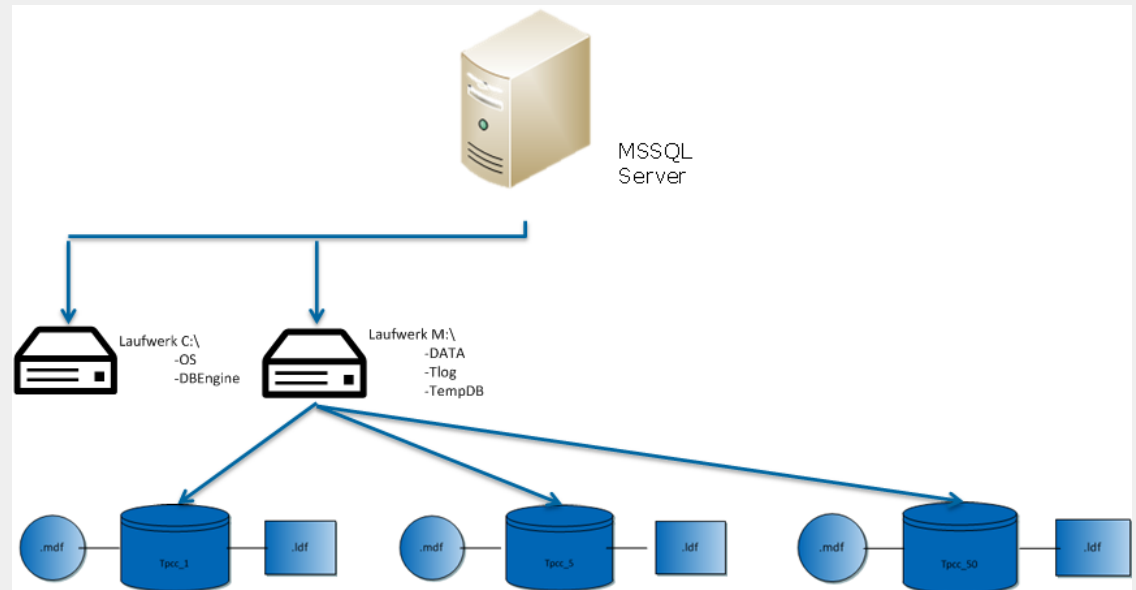 MSSQL
Server
Laufwerk C:\
-OS
-DBEngine
Laufwerk M:\
-DATA
-Tlog
-TempDB
.mdf
Tpcc_1
.ldf
.mdf
Tpcc_5
.ldf
.mdf
Tpcc_50
.ldf